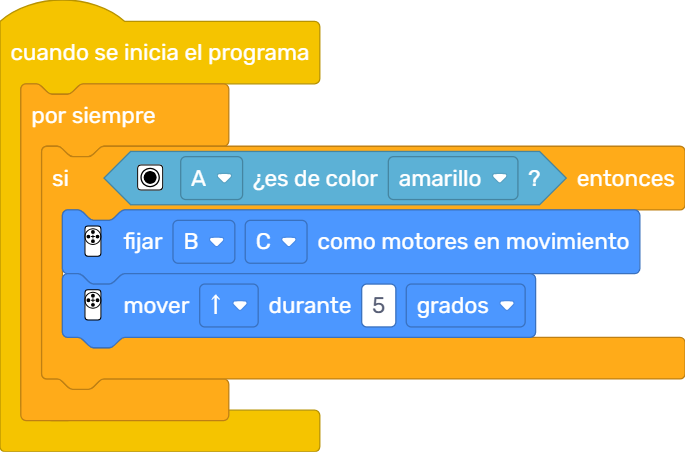 cuando se inicia el programa
por siempre
si A ¿es de color amarillo ? entonces
fijar B C como motores en movimiento
mover ↑ durante 5 grados